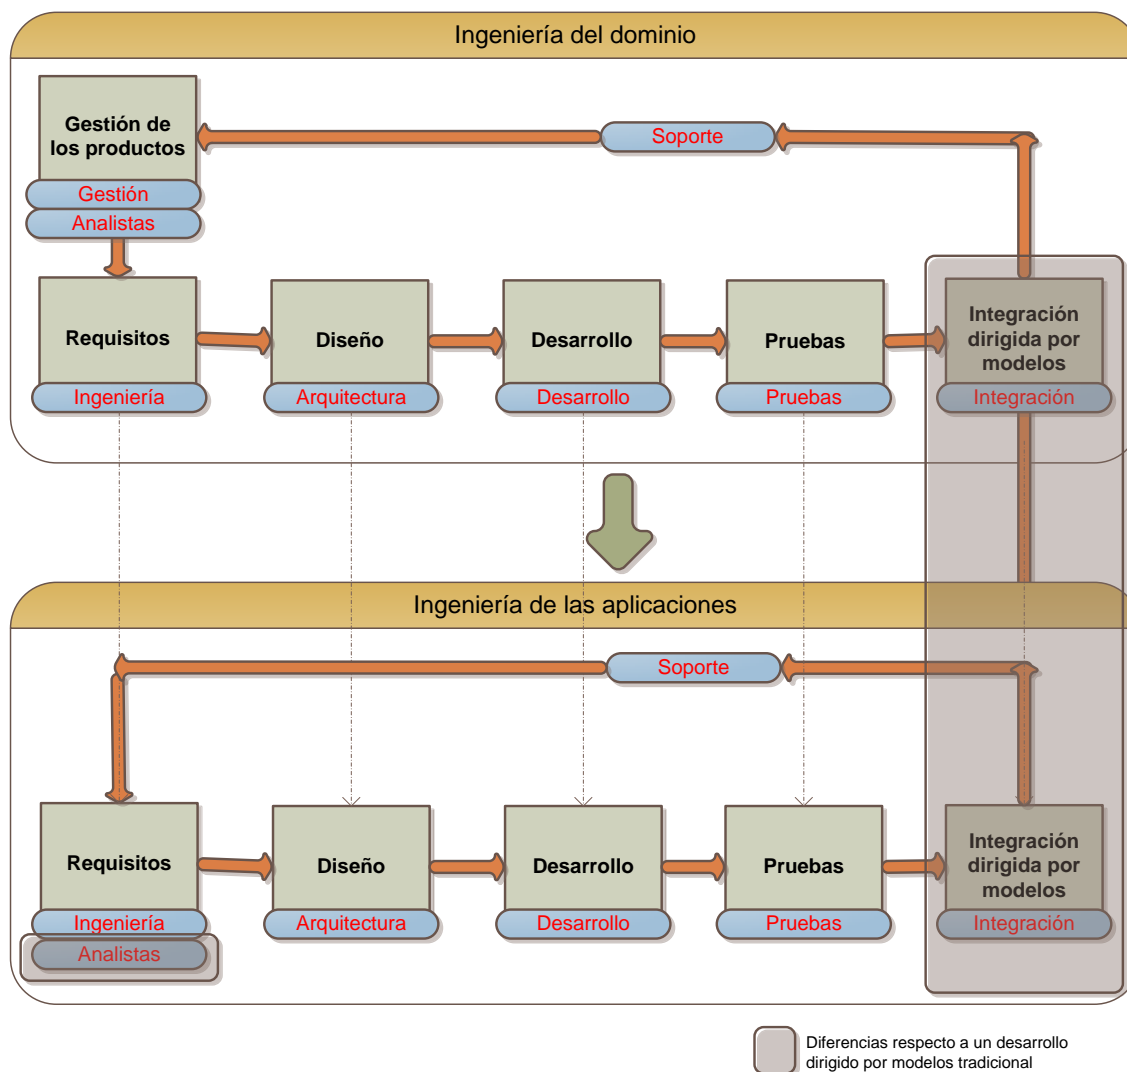 Ingeniería del dominio
Gestión de
los productos
Soporte
Gestión
Analistas
Requisitos
Diseño
Desarrollo
Pruebas
Integración
dirigida por
modelos
Ingeniería
Arquitectura
Desarrollo
Pruebas
Integración
Ingeniería de las aplicaciones
Soporte
Requisitos
Diseño
Desarrollo
Pruebas
Integración
dirigida por
modelos
Ingeniería
Arquitectura
Desarrollo
Pruebas
Integración
Analistas
Diferencias respecto a un desarrollo
dirigido por modelos tradicional